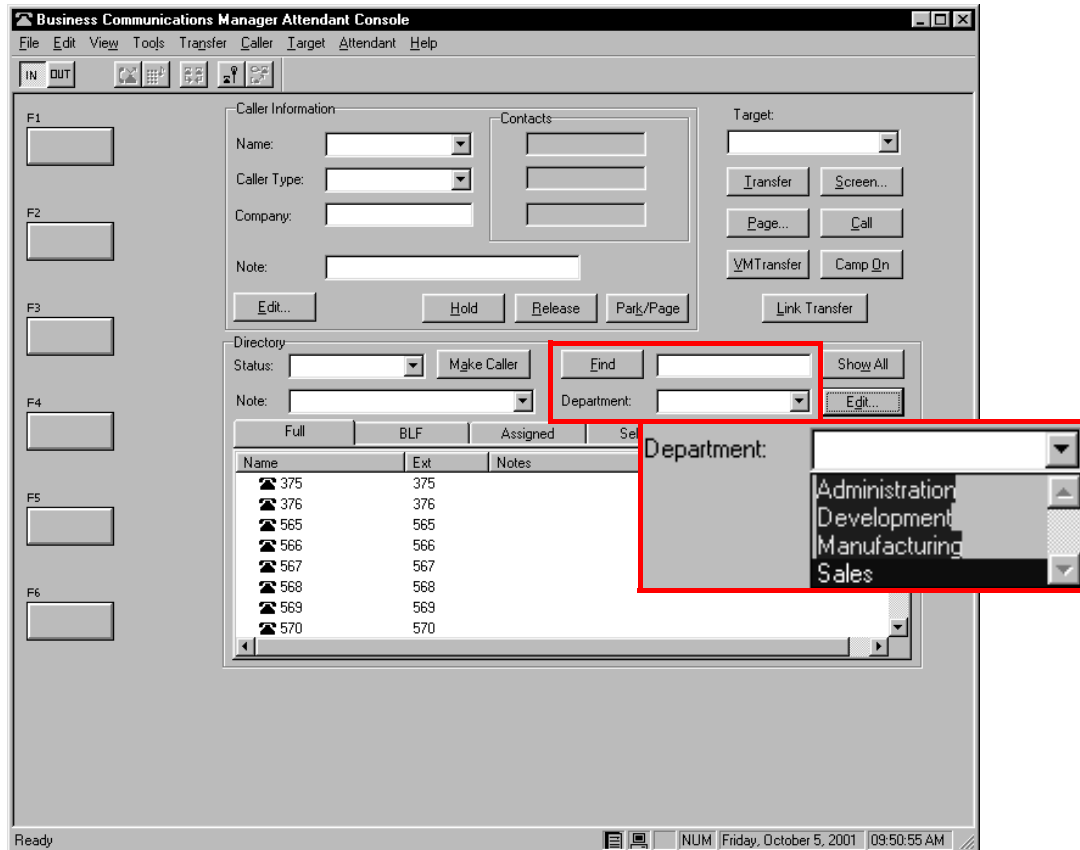 Business Communications Manager Attendant Console
File Edit View Tools Transfer Caller Target Attendant Help
IN OUT
F1
F2
F3
F4
F5
F6
Caller Information
Name:
Caller Type:
Company:
Note:
Contacts
Edit...
Hold
Release
Park/Page
Target:
Transfer
Screen...
Page...
Call
VMTransfer
Camp On
Link Transfer
Directory
Status:
Make Caller
Find
Show All
Note:
Department:
Edit...
Full BLF Assigned
Name Ext Notes
375 375
376 376
565 565
566 566
567 567
568 568
569 569
570 570
Department:
Administration
Development
Manufacturing
Sales
Ready
NUM Friday, October 5, 2001 09:50:55 AM